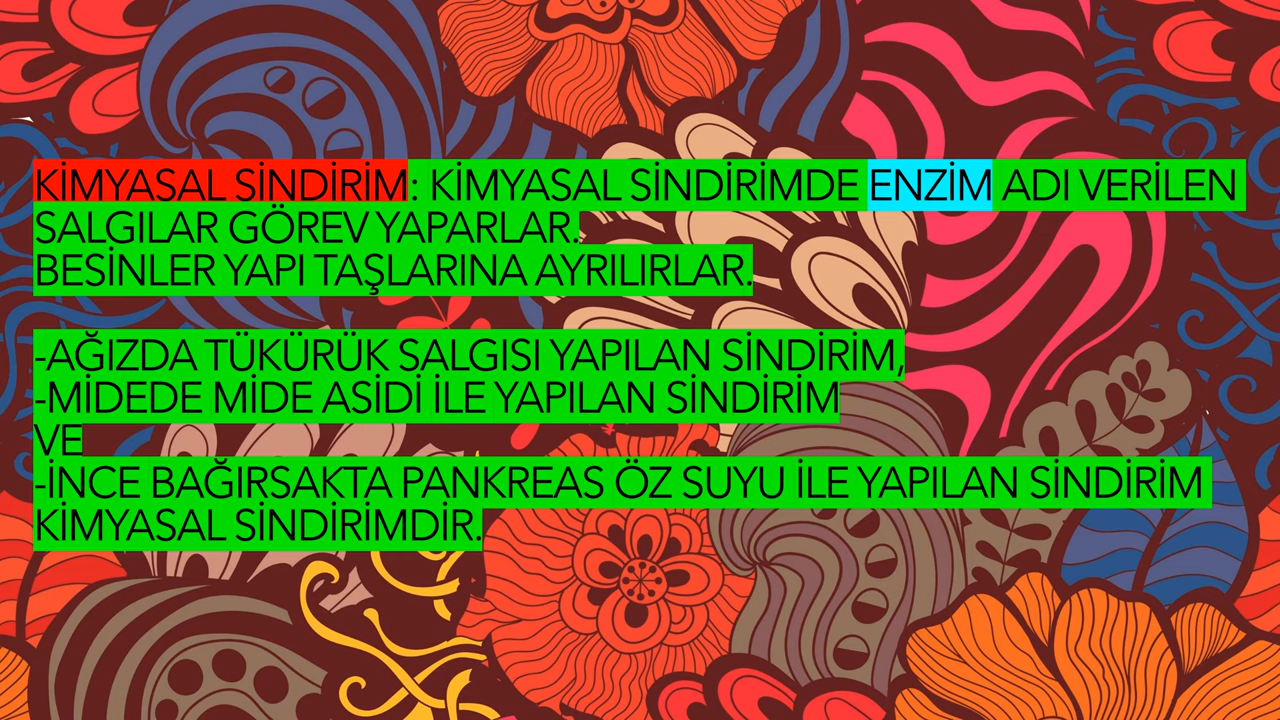 KİMYASAL SİNDİRİM: KİMYASAL SİNDİRİMDE ENZİM ADI VERİLEN
SALGILAR GÖREV YAPARLAR.
BESİNLER YAPI TAŞLARINA AYRILIRLAR.
-AĞIZDA TÜKÜRÜK SALGISI YAPILAN SİNDİRİM,
-MİDEDE MİDE ASİDİ İLE YAPILAN SİNDİRİM
VE
-İNCE BAĞIRSAKTA PANKREAS ÖZ SUYU İLE YAPILAN SİNDİRİM
KİMYASAL SİNDİRİMDİR.